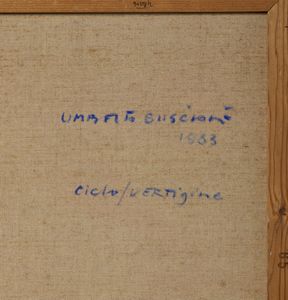 UMBERTO BUSCIONI
1983
Ciclo/VERTigine